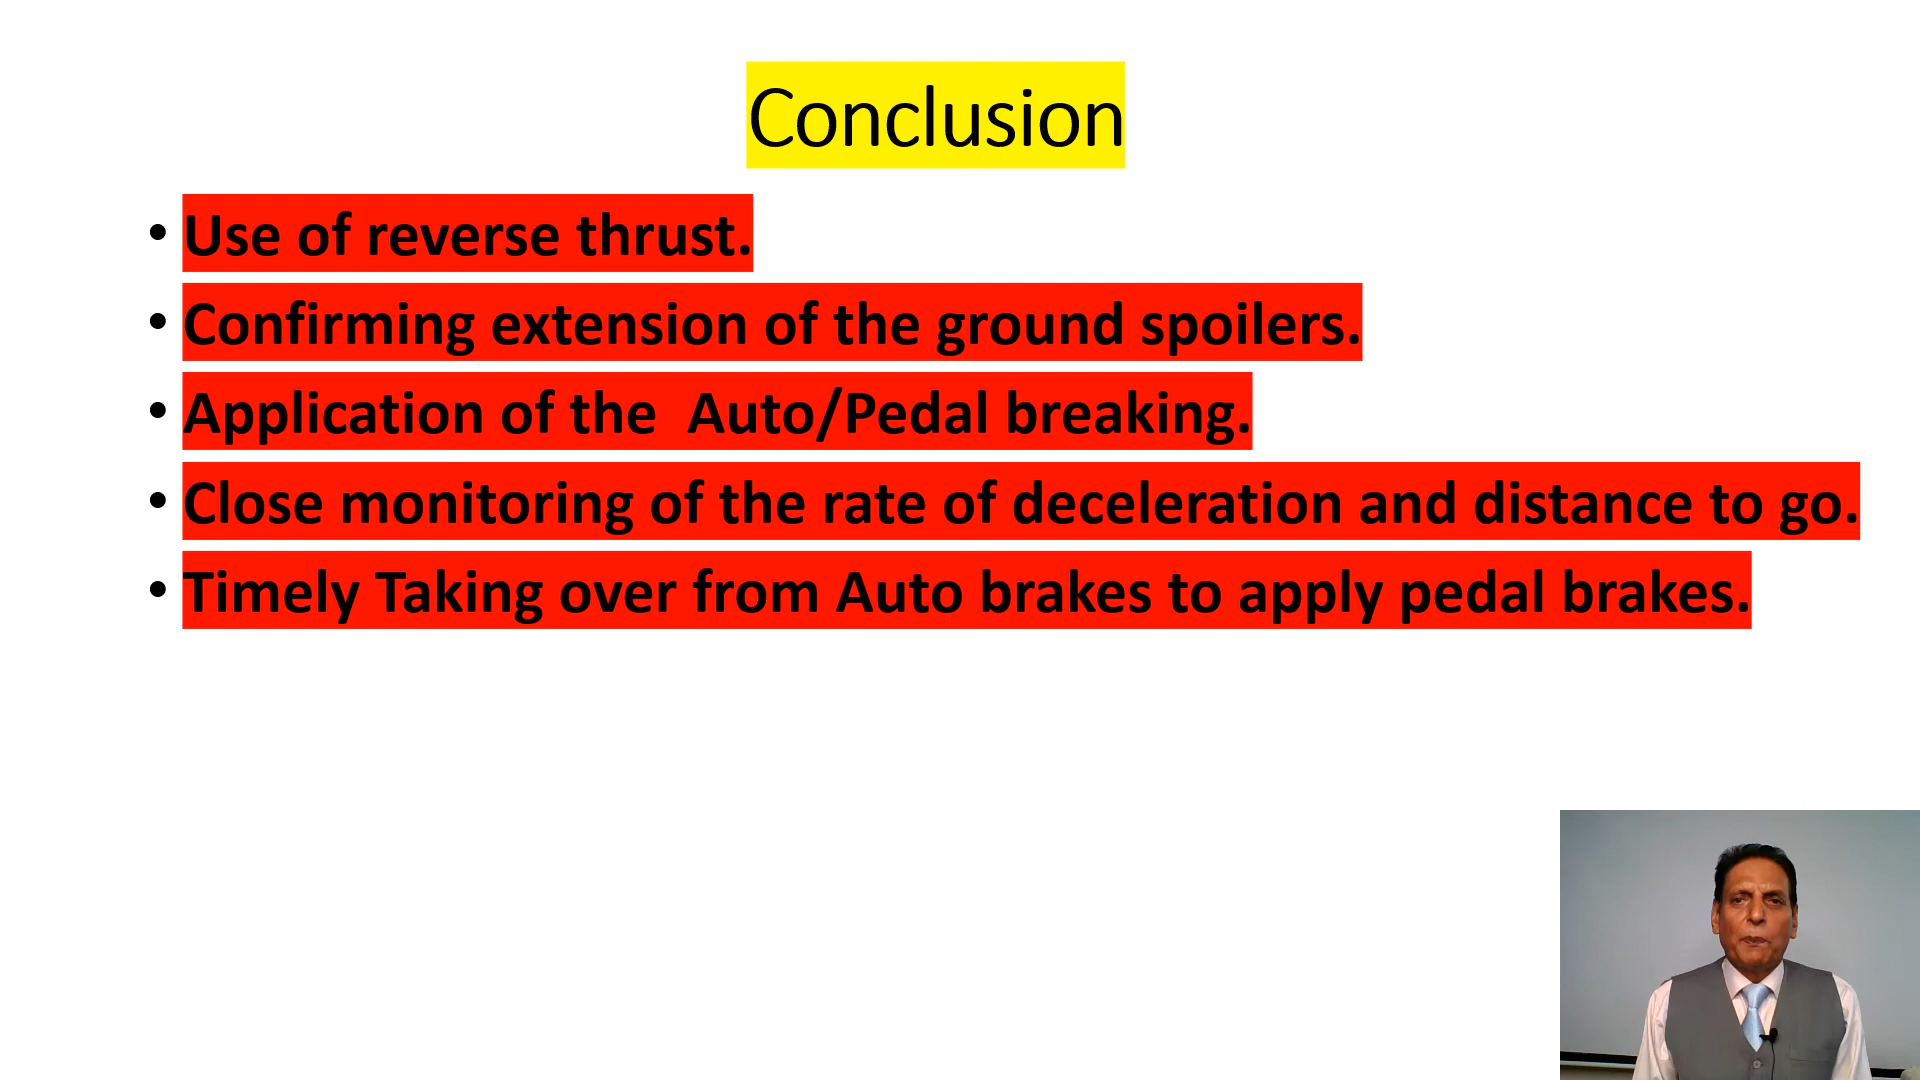 Conclusion
• Use of reverse thrust.
• Confirming extension of the ground spoilers.
• Application of the  Auto/Pedal breaking.
• Close monitoring of the rate of deceleration and distance to go.
• Timely Taking over from Auto brakes to apply pedal brakes.